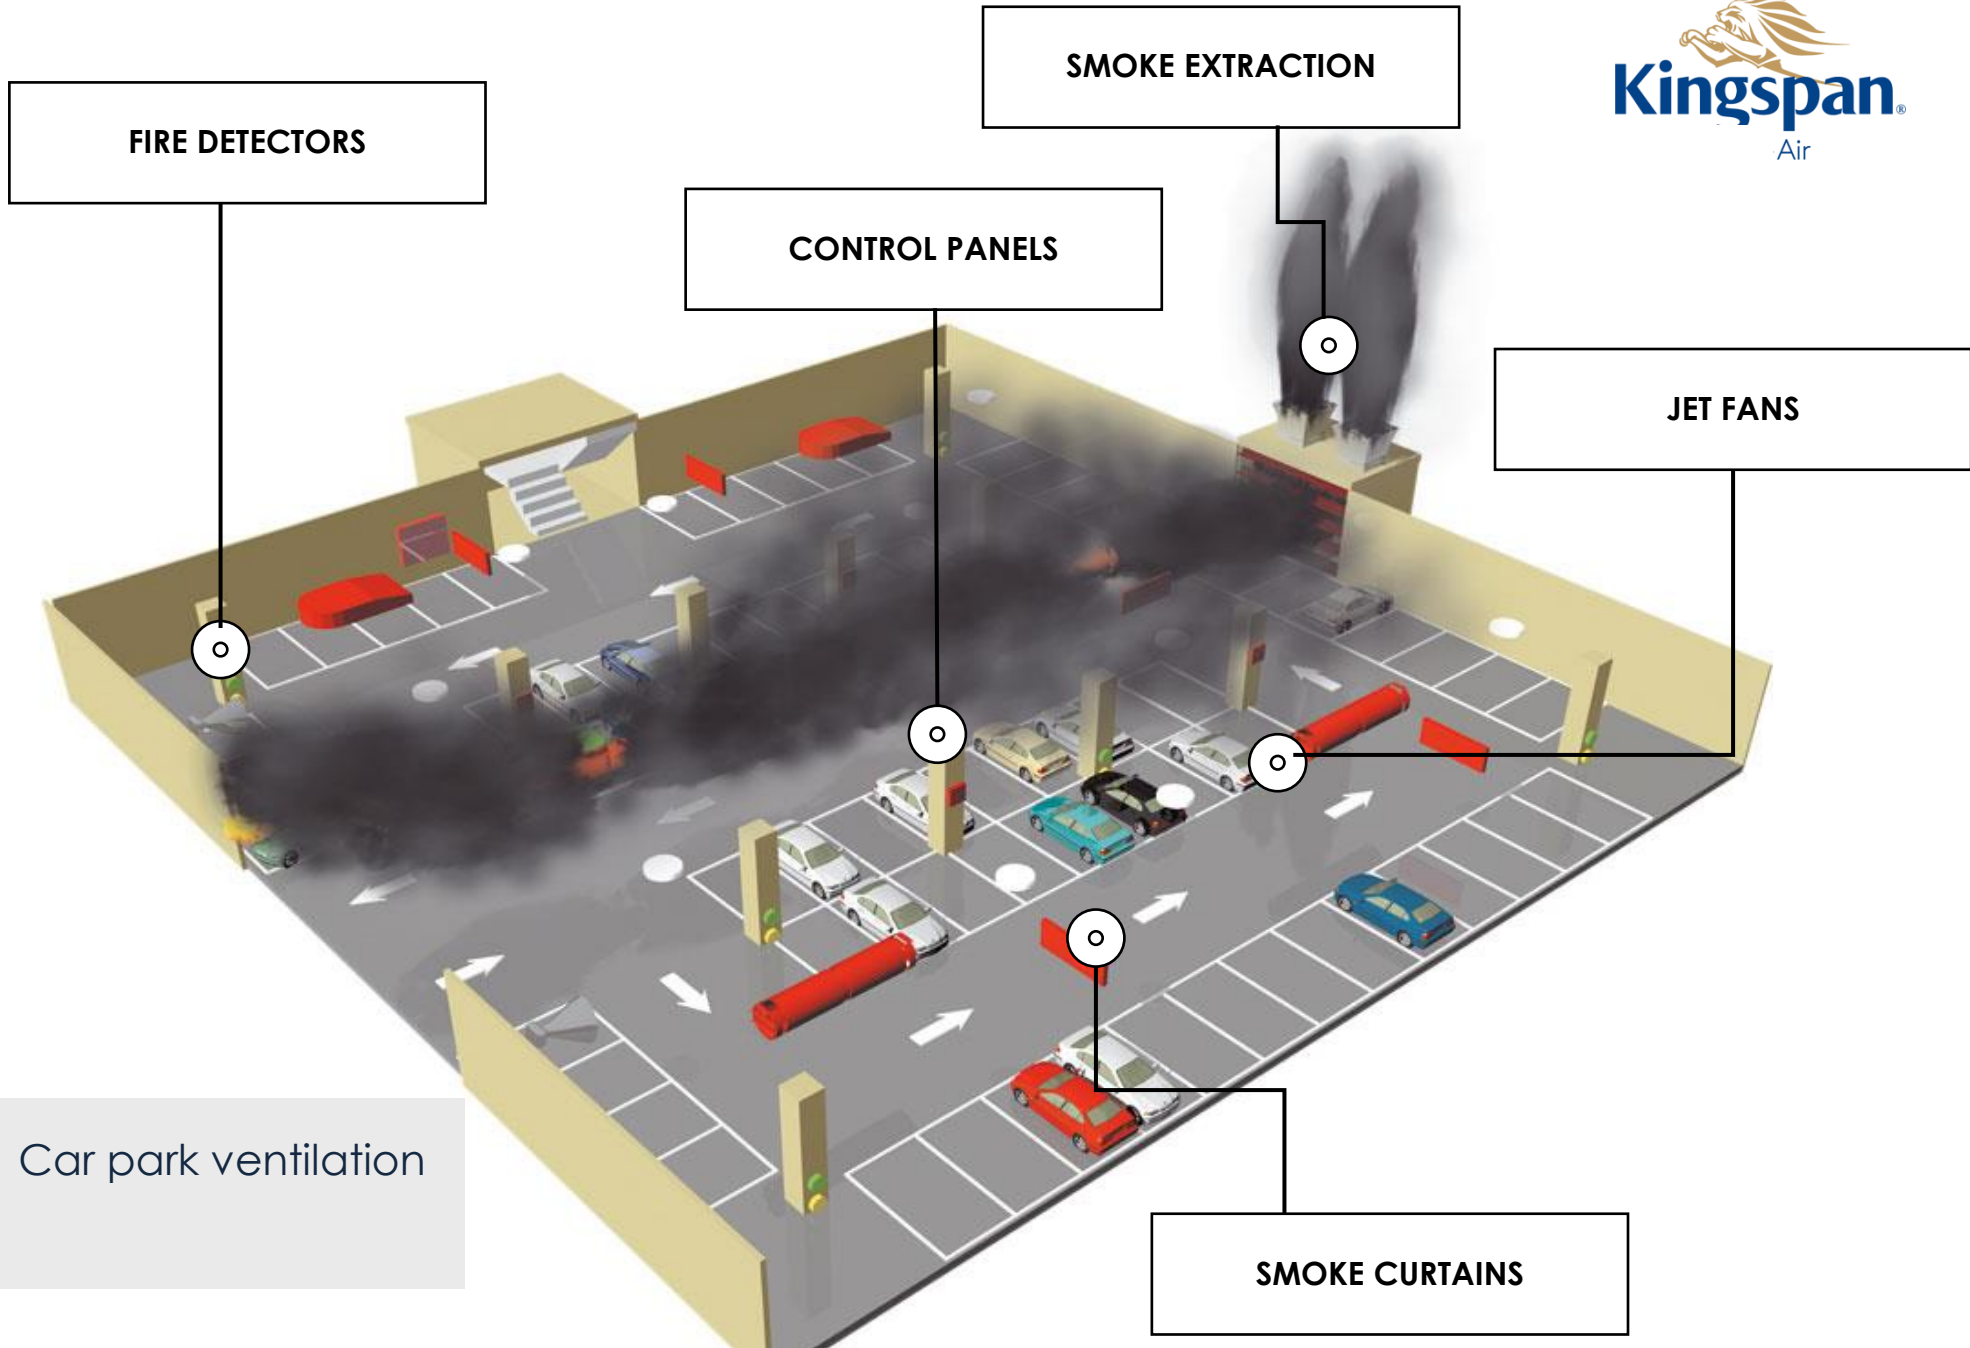 SMOKE EXTRACTION
Kingspan®
Air
FIRE DETECTORS
CONTROL PANELS
JET FANS
Car park ventilation
SMOKE CURTAINS